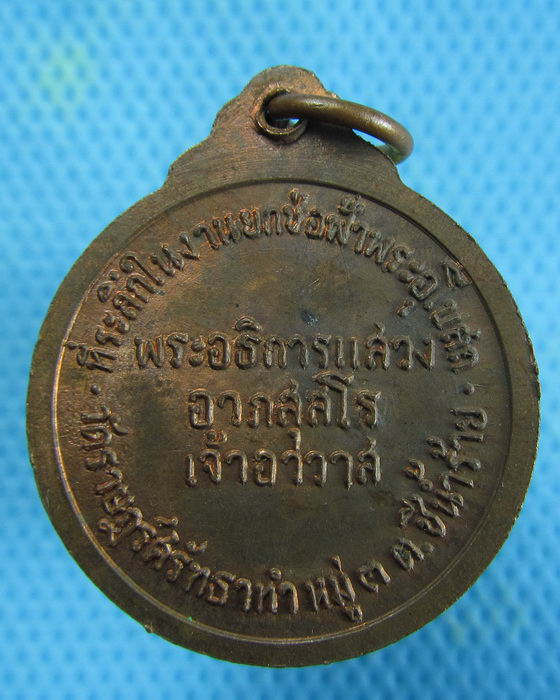 ที่ระลึกในงานยกช่อฟ้าพระอุโบสถ
พระอธิการแสวง
อาภสฺสโร
เจ้าอาวาส
วัดราษฎร์ศรัทธาทำ หมู่ ๓ ต.ชีน้ำร้าย